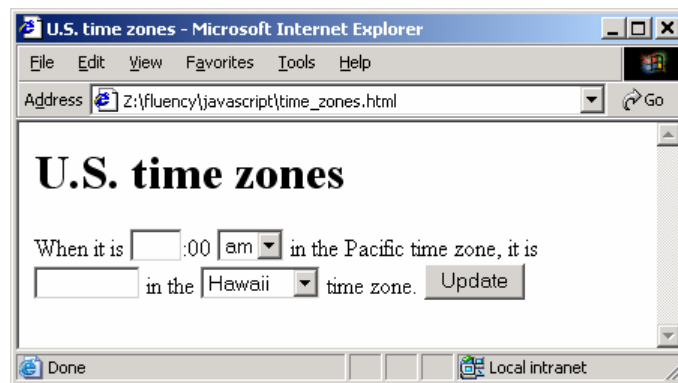 U.S. time zones - Microsoft Internet Explorer
File Edit View Favorites Tools Help
Address Z:\fluency\javascript\time_zones.html Go
U.S. time zones
When it is :00 am in the Pacific time zone, it is
in the Hawaii time zone. Update
Done Local intranet